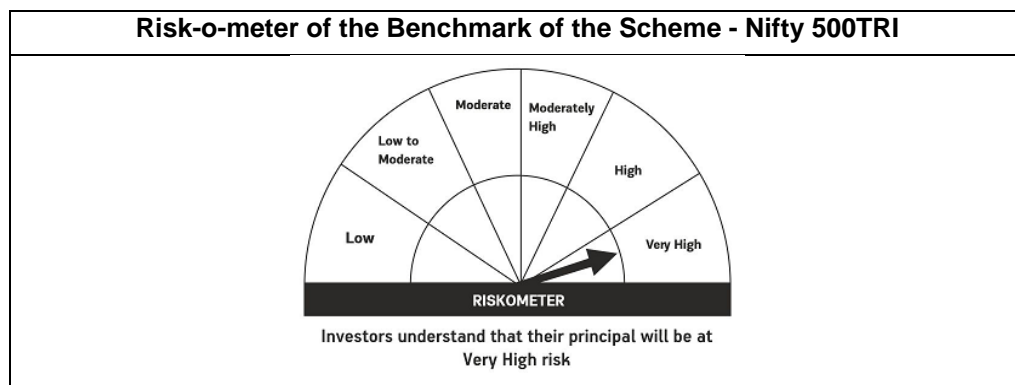 Risk-o-meter of the Benchmark of the Scheme - Nifty 500TRI
Moderate
Moderately
High
Low to
Moderate
High
Low
Very High
RISKOMETER
Investors understand that their principal will be at
Very High risk